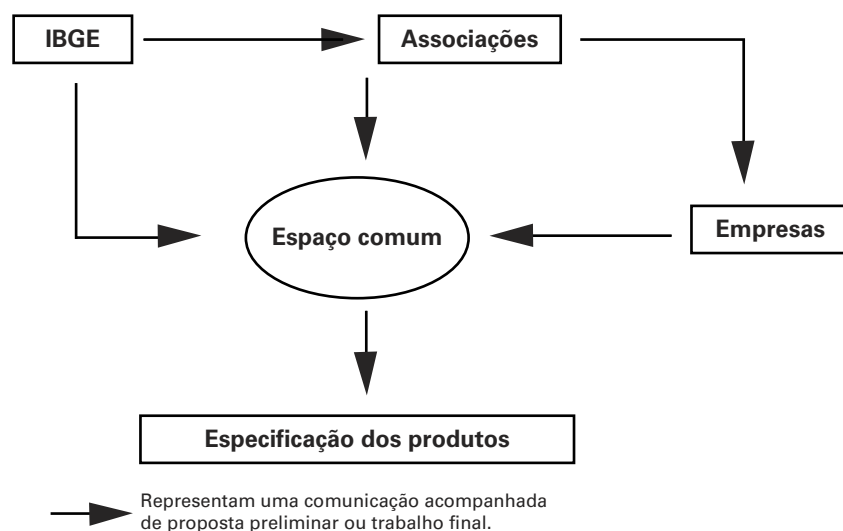 IBGE
Associações
Espaço comum
Empresas
Especificação dos produtos
Representam uma comunicação acompanhada
de proposta preliminar ou trabalho final.